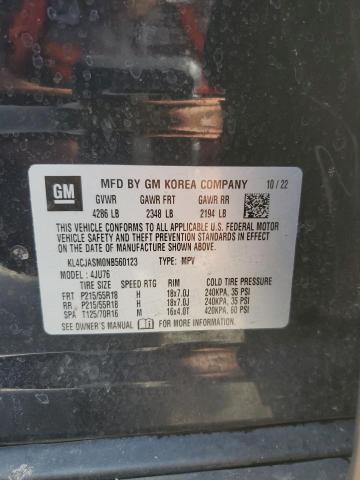 GM
MFD BY GM KOREA COMPANY 10/22
GVWR GAWR FRT GAWR RR
4286 LB 2348 LB 2194 LB
THIS VEHICLE CONFORMS TO ALL APPLICABLE U.S. FEDERAL MOTOR
VEHICLE SAFETY AND THEFT PREVENTION STANDARDS IN EFFECT
ON THE DATE OF MANUFACTURE SHOWN ABOVE.
KL4CJASM0NB560123 TYPE: MPV
MODEL: 4JU76
TIRE SIZE SPEED RTG RIM COLD TIRE PRESSURE
FRT P215/55R18 H 18x7.0J 240KPA, 35 PSI
RR P215/55R18 H 18x7.0J 240KPA, 35 PSI
SPA T125/70R16 M 16x4.0T 420KPA, 60 PSI
SEE OWNER'S MANUAL FOR MORE INFORMATION.